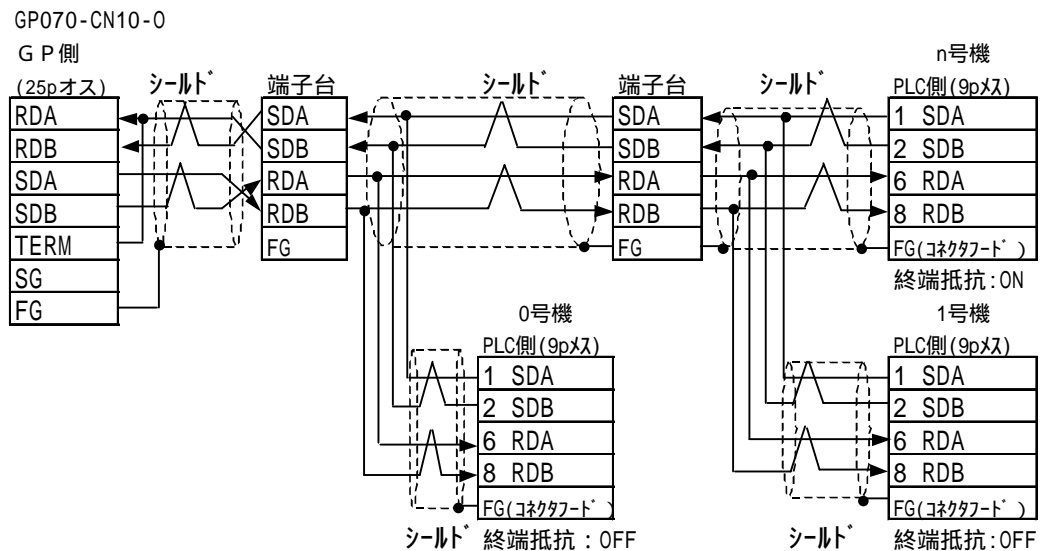 GP070-CN10-O
GP側
(25pオス)
RDA
RDB
SDA
SDB
TERM
SG
FG
シールド
端子台
SDA
SDB
RDA
RDB
FG
シールド
端子台
SDA
SDB
RDA
RDB
FG
シールド
n号機
PLC側(9pメス)
1 SDA
2 SDB
6 RDA
8 RDB
FG(コネクタフード)
終端抵抗:ON
0号機
PLC側(9pメス)
1 SDA
2 SDB
6 RDA
8 RDB
FG(コネクタフード)
シールド
終端抵抗:OFF
1号機
PLC側(9pメス)
1 SDA
2 SDB
6 RDA
8 RDB
FG(コネクタフード)
シールド
終端抵抗:OFF